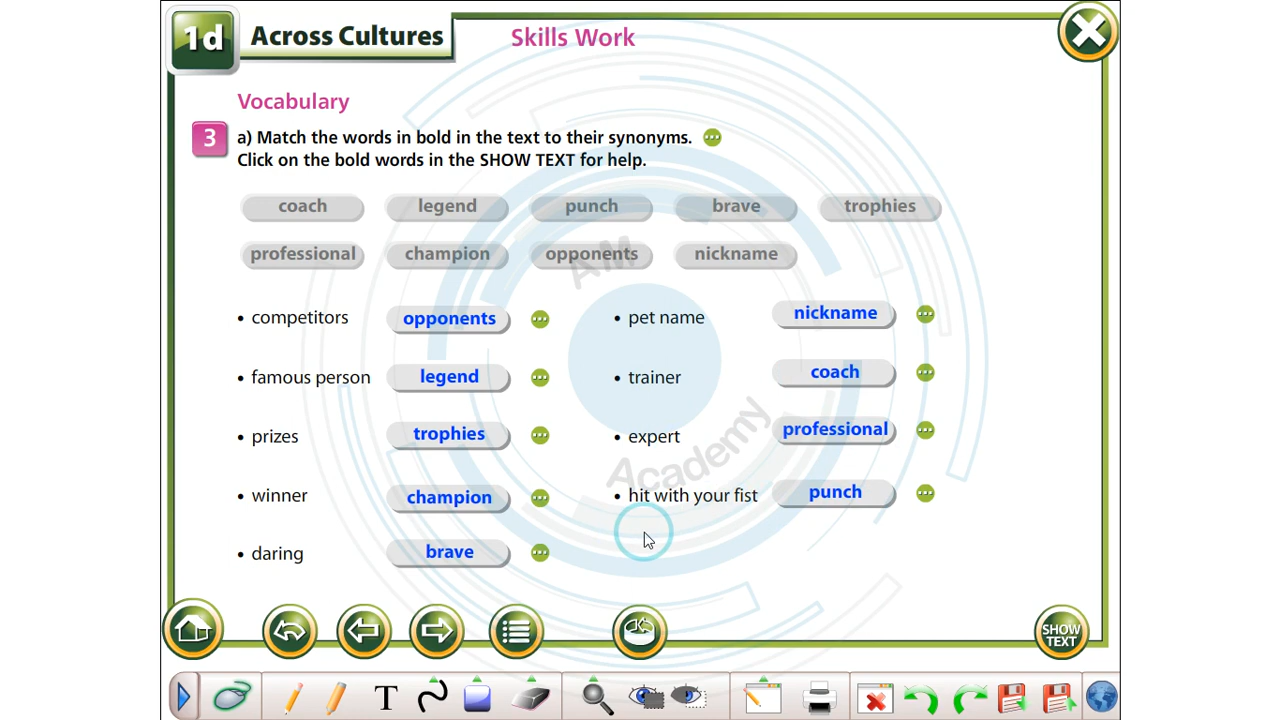 1d Across Cultures Skills Work
Vocabulary
3 a) Match the words in bold in the text to their synonyms.
Click on the bold words in the SHOW TEXT for help.
coach legend punch brave trophies
professional champion opponents nickname
• competitors opponents • pet name nickname
• famous person legend • trainer coach
• prizes trophies • expert professional
• winner champion • hit with your fist punch
• daring brave
AM
Academy
SHOW
TEXT
T